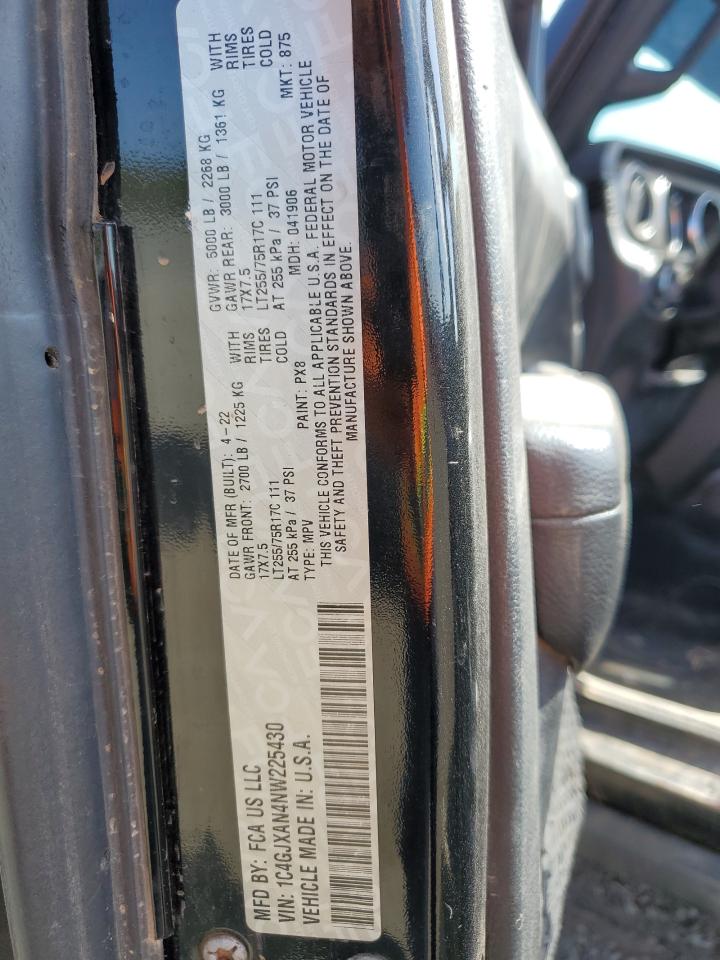 MFD BY: FCA US LLC
VIN: 1C4GJXAN4NW225430
VEHICLE MADE IN: U.S.A.
DATE OF MFR (BUILT): 4-22 GVWR: 5000 LB / 2268 KG
GAWR FRONT: 2700 LB / 1225 KG WITH GAWR REAR: 3000 LB / 1361 KG WITH
17X7.5 RIMS 17X7.5 RIMS
LT255/75R17C 111 TIRES LT255/75R17C 111 TIRES
AT 255 kPa / 37 PSI COLD AT 255 kPa / 37 PSI COLD
TYPE: MPV PAINT: PX8 MDH: 041906 MKT: 875
THIS VEHICLE CONFORMS TO ALL APPLICABLE U.S.A. FEDERAL MOTOR VEHICLE
SAFETY AND THEFT PREVENTION STANDARDS IN EFFECT ON THE DATE OF
MANUFACTURE SHOWN ABOVE.